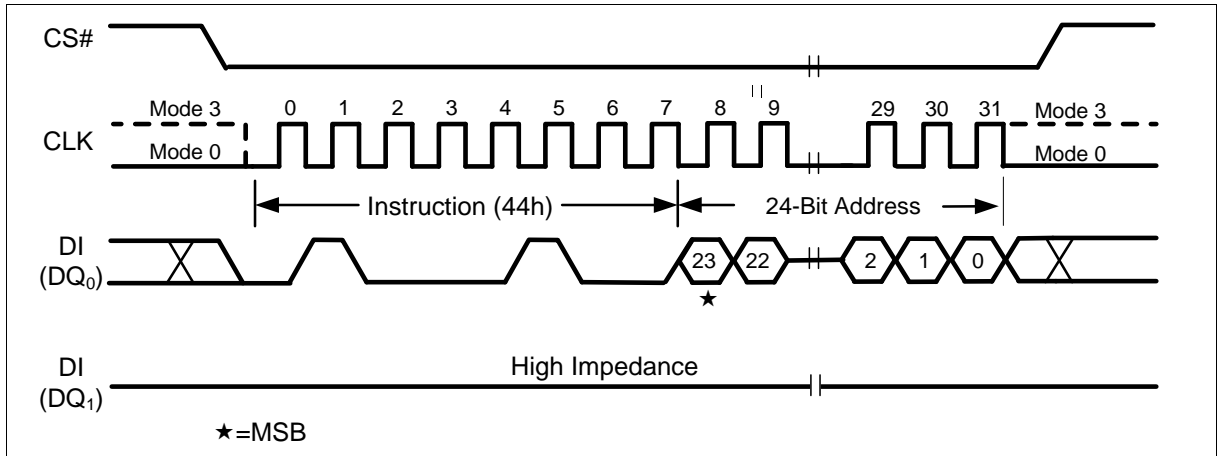 CS#
Mode 3
0 1 2 3 4 5 6 7 8 9 29 30 31
Mode 3
CLK
Mode 0
Mode 0
Instruction (44h)
24-Bit Address
DI
(DQ0)
23 22 2 1 0
★
High Impedance
DI
(DQ1)
★=MSB